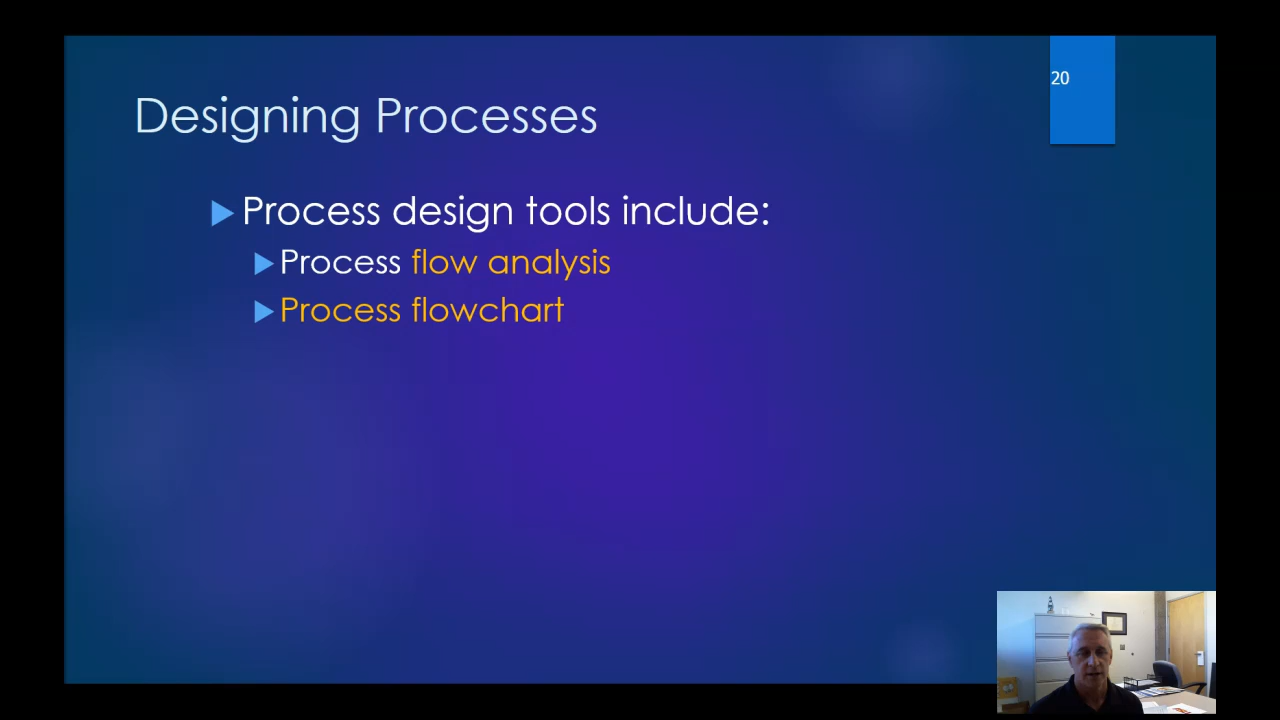 20
Designing Processes
Process design tools include:
Process flow analysis
Process flowchart